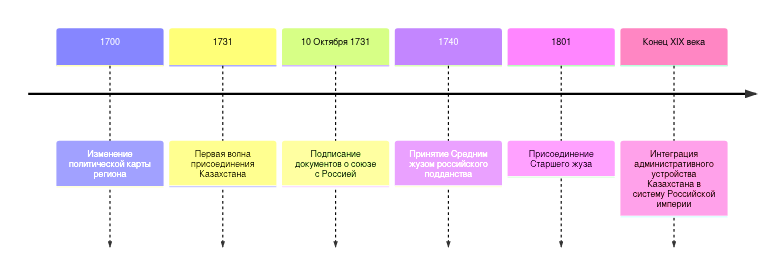 1700
1731
10 Октября 1731
1740
1801
Конец XIX века
Изменение
политической карты
региона
Первая волна
присоединения
Казахстана
Подписание
документов о союзе
с Россией
Принятие Средним
жузом российского
подданства
Присоединение
Старшего жуза
Интеграция
административного
устройства
Казахстана в
систему Российской
империи